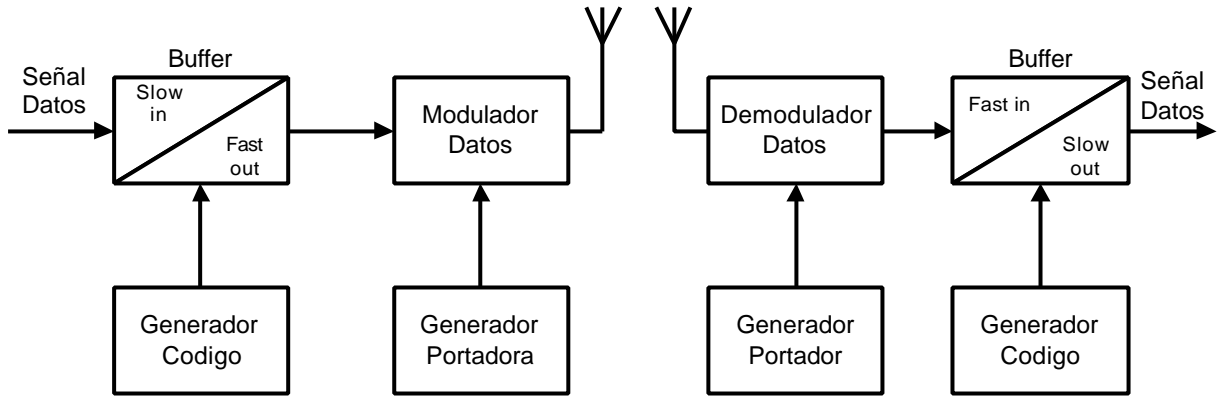 Señal
Datos
Buffer
Slow
in
Fast
out
Modulador
Datos
Demodulador
Datos
Buffer
Fast in
Slow
out
Señal
Datos
Generador
Codigo
Generador
Portadora
Generador
Portador
Generador
Codigo